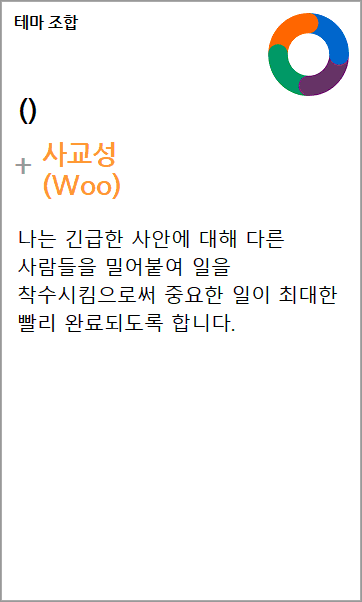 테마 조합
()
+ 사교성
(Woo)
나는 긴급한 사안에 대해 다른
사람들을 밀어붙여 일을
착수시킴으로써 중요한 일이 최대한
빨리 완료되도록 합니다.